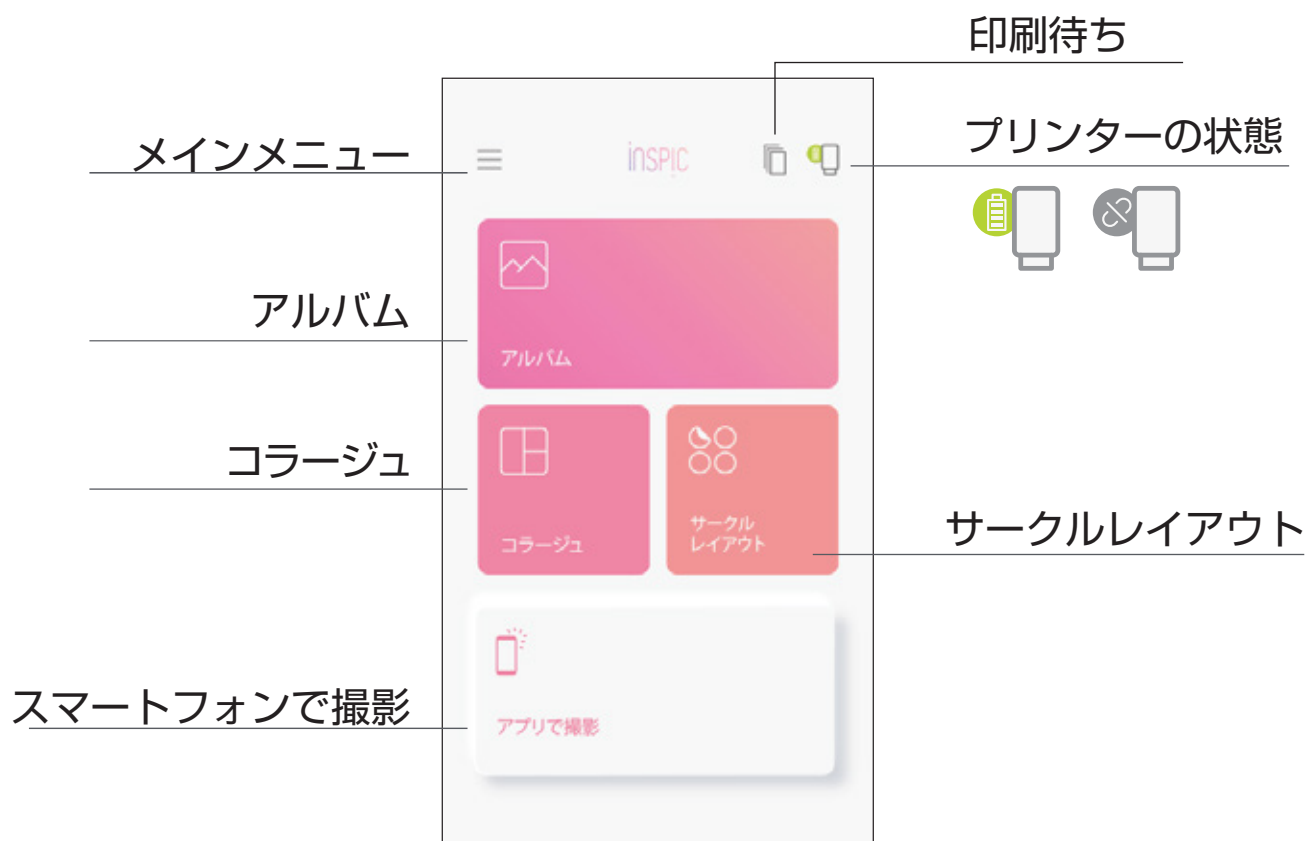 印刷待ち
メインメニュー
inSPiC
プリンターの状態
アルバム
アルバム
コラージュ
コラージュ
サークル
レイアウト
サークルレイアウト
スマートフォンで撮影
アプリで撮影